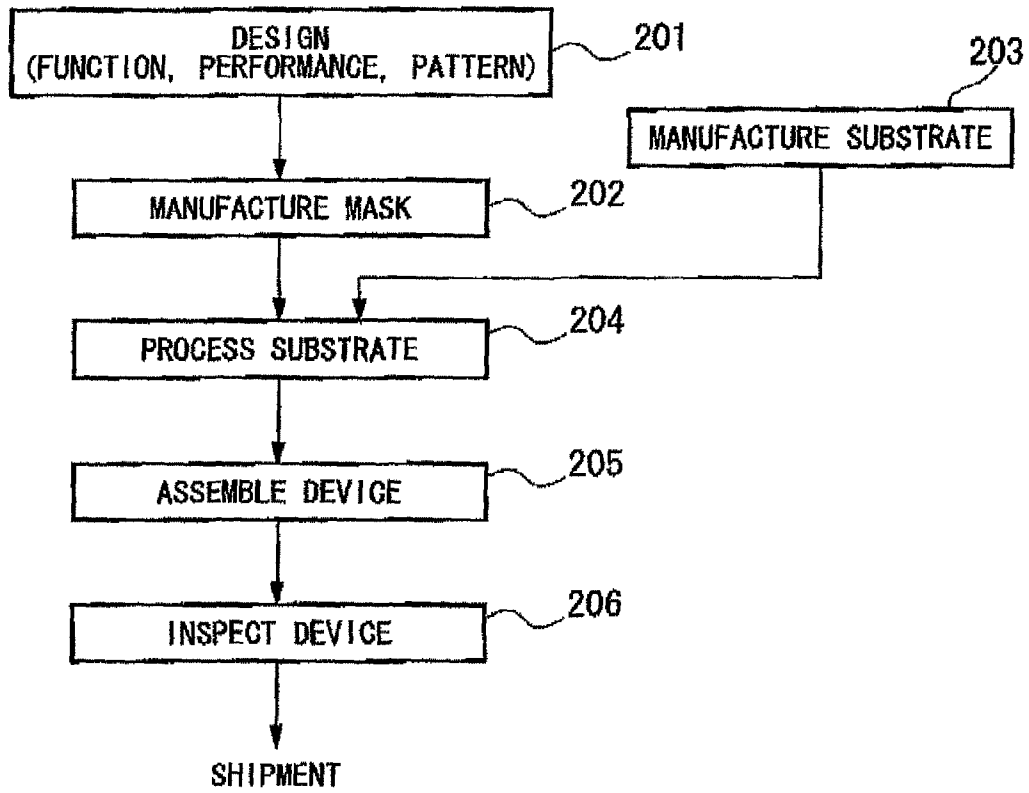 DESIGN
(FUNCTION, PERFORMANCE, PATTERN)
201
203
MANUFACTURE SUBSTRATE
MANUFACTURE MASK
202
PROCESS SUBSTRATE
204
ASSEMBLE DEVICE
205
INSPECT DEVICE
206
SHIPMENT